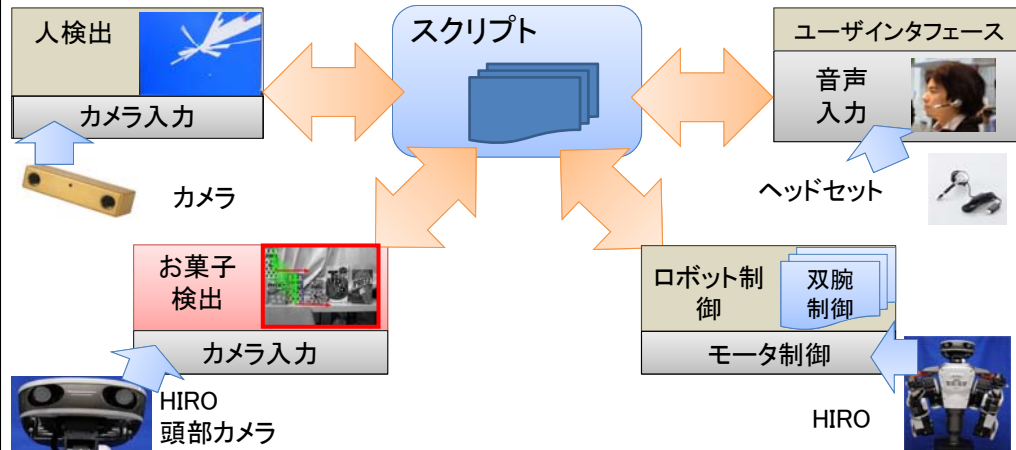 人検出
カメラ入力
カメラ
スクリプト
ユーザインタフェース
音声
入力
ヘッドセット
お菓子
検出
カメラ入力
HIRO
頭部カメラ
ロボット制
御
双腕
制御
モータ制御
HIRO